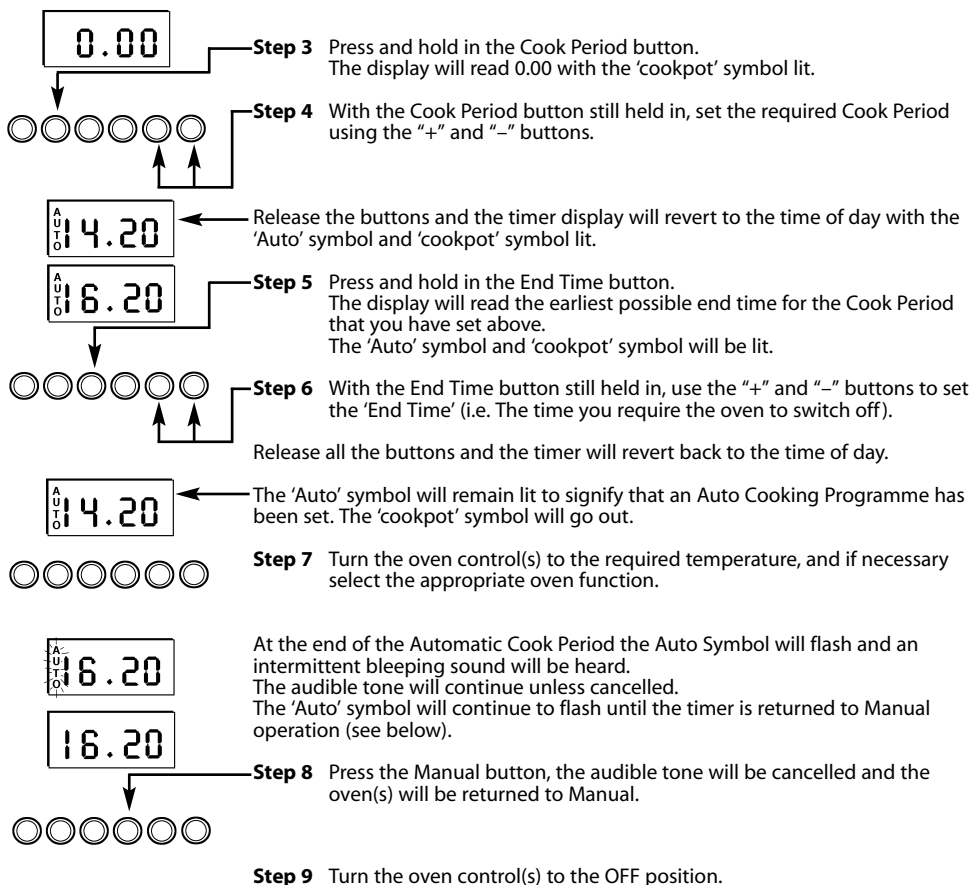 0.00
Step 3 Press and hold in the Cook Period button.
The display will read 0.00 with the ‘cookpot’ symbol lit.
Step 4 With the Cook Period button still held in, set the required Cook Period
using the “+” and “–” buttons.
AUTO 14.20
Release the buttons and the timer display will revert to the time of day with the
‘Auto’ symbol and ‘cookpot’ symbol lit.
AUTO 16.20
Step 5 Press and hold in the End Time button.
The display will read the earliest possible end time for the Cook Period
that you have set above.
The ‘Auto’ symbol and ‘cookpot’ symbol will be lit.
Step 6 With the End Time button still held in, use the “+” and “–” buttons to set
the ‘End Time’ (i.e. The time you require the oven to switch off).
Release all the buttons and the timer will revert back to the time of day.
AUTO 14.20
The ‘Auto’ symbol will remain lit to signify that an Auto Cooking Programme has
been set. The ‘cookpot’ symbol will go out.
Step 7 Turn the oven control(s) to the required temperature, and if necessary
select the appropriate oven function.
AUTO 16.20
At the end of the Automatic Cook Period the Auto Symbol will flash and an
intermittent bleeping sound will be heard.
The audible tone will continue unless cancelled.
The ‘Auto’ symbol will continue to flash until the timer is returned to Manual
operation (see below).
16.20
Step 8 Press the Manual button, the audible tone will be cancelled and the
oven(s) will be returned to Manual.
Step 9 Turn the oven control(s) to the OFF position.